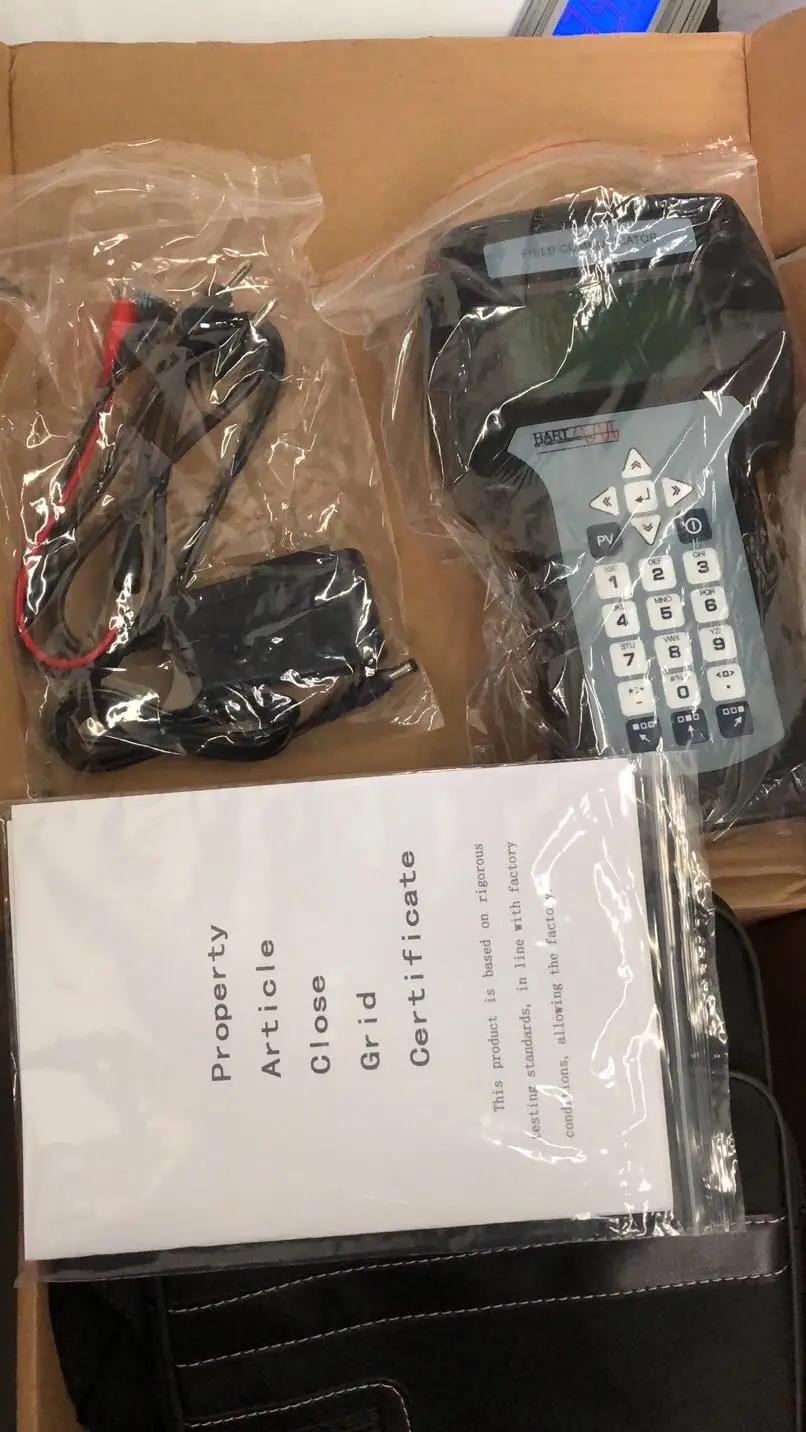 FIELD COMMUNICATOR
HART
PV
ABC DEF GHI
1 2 3
JKL MNO PQR
4 5 6
STU VWX YZ/
7 8 9
#%
- 0 .
Property
Article
Close
Grid
Certificate
This product is based on rigorous
testing standards, in line with factory
conditions, allowing the factory.